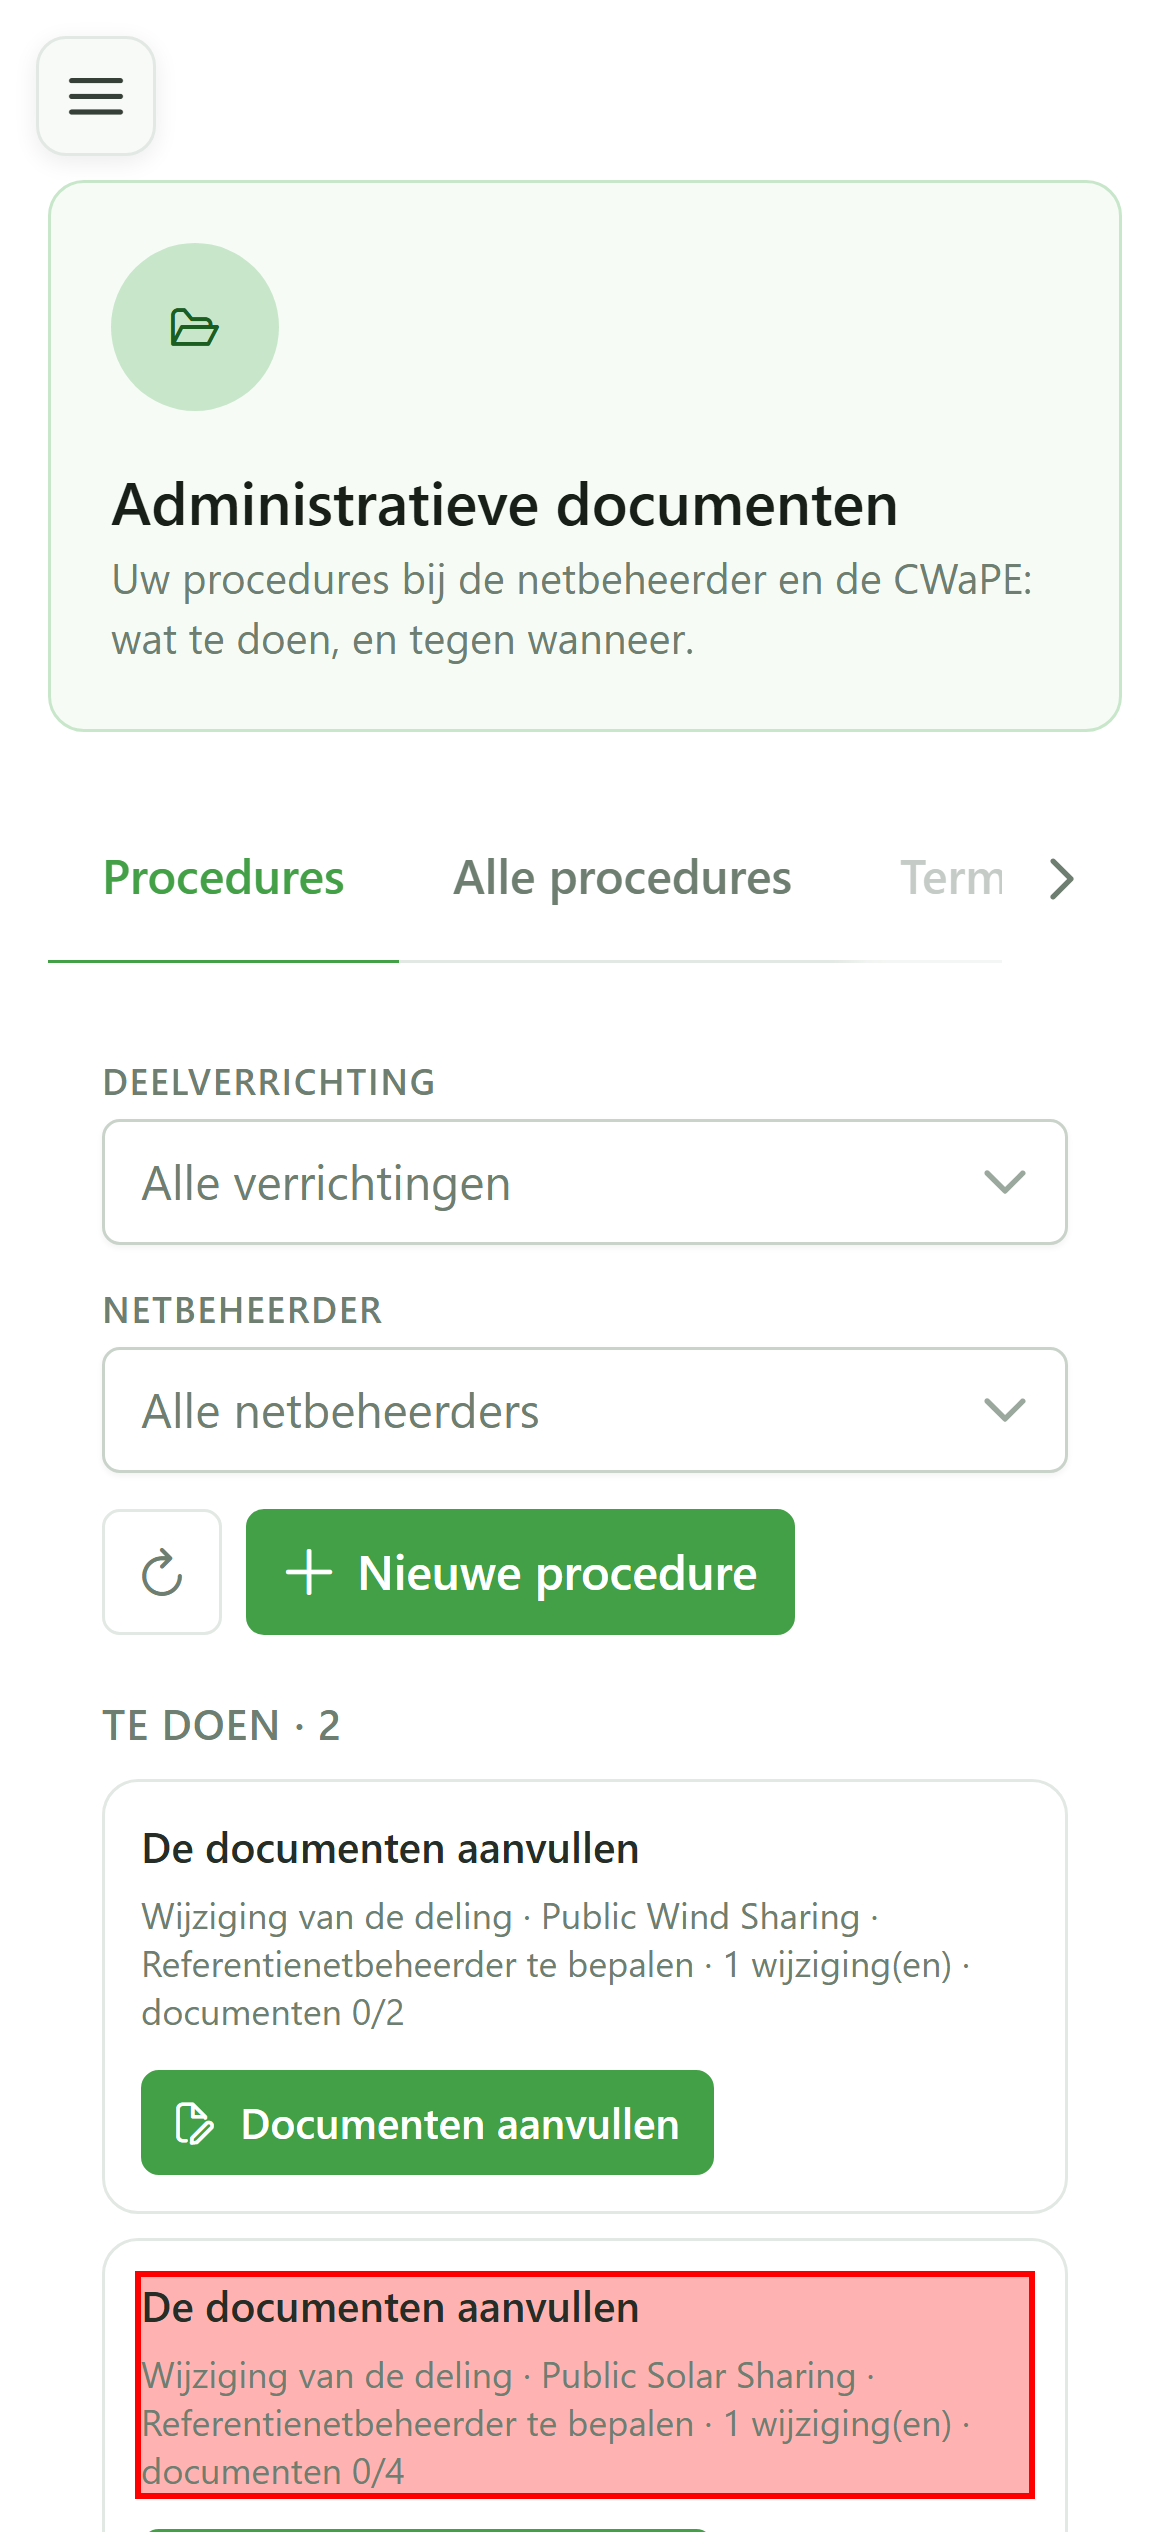 Administratieve documenten
Uw procedures bij de netbeheerder en de CWaPE:
wat te doen, en tegen wanneer.
Procedures
Alle procedures
Term
DEELVERRICHTING
Alle verrichtingen
NETBEHEERDER
Alle netbeheerders
Nieuwe procedure
TE DOEN · 2
De documenten aanvullen
Wijziging van de deling · Public Wind Sharing ·
Referentienetbeheerder te bepalen · 1 wijziging(en) ·
documenten 0/2
Documenten aanvullen
De documenten aanvullen
Wijziging van de deling · Public Solar Sharing ·
Referentienetbeheerder te bepalen · 1 wijziging(en) ·
documenten 0/4